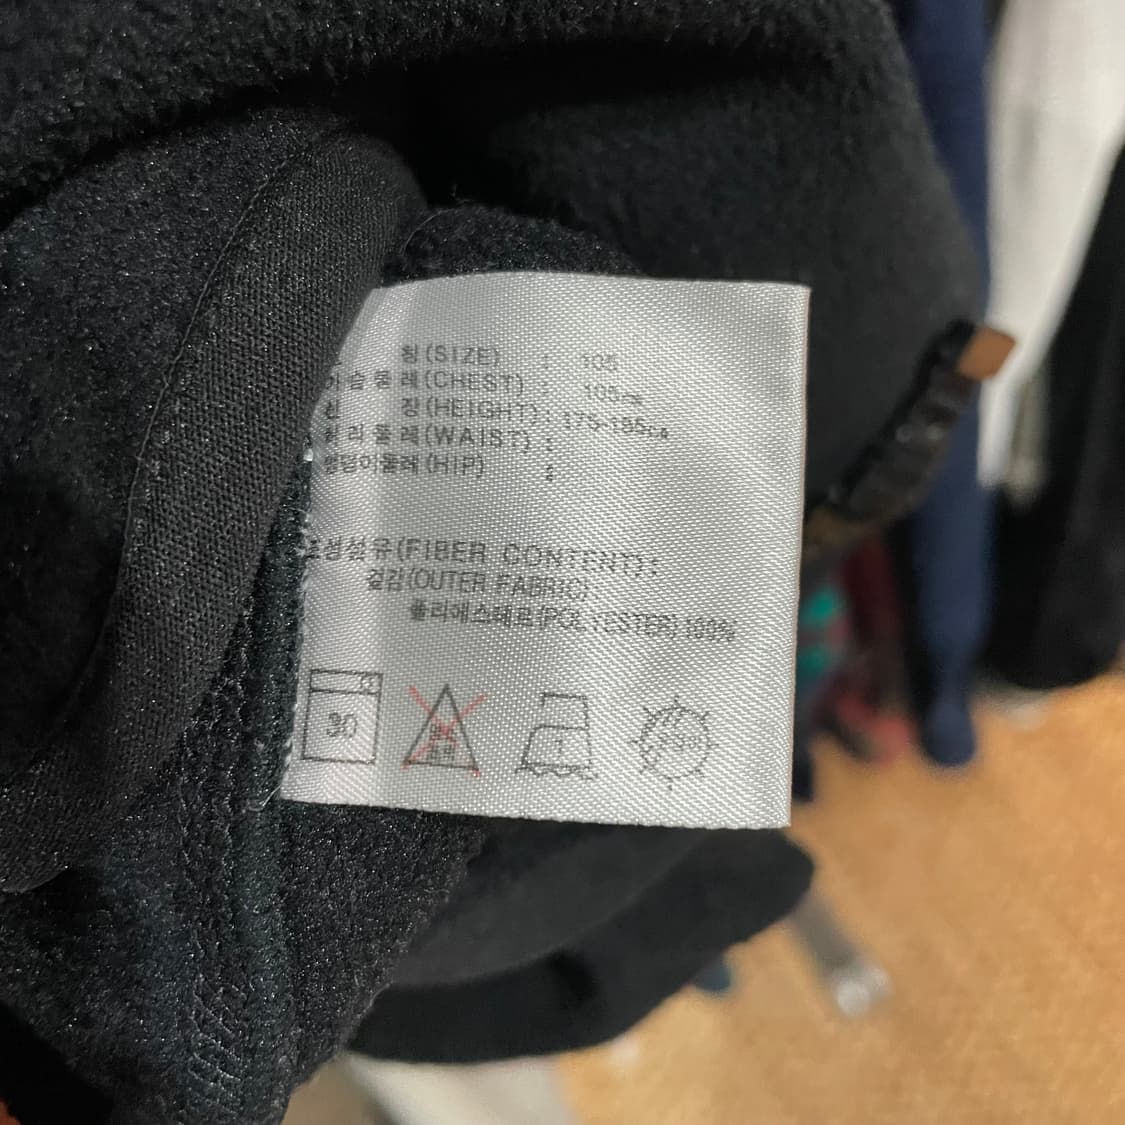 칭(SIZE) : 105
가슴둘레(CHEST) : 105cm
신 장(HEIGHT) : 175-185cm
허리둘레(WAIST) :
엉덩이둘레(HIP) :
조성섬유(FIBER CONTENT) :
겉감(OUTER FABRIC)
폴리에스테르(POLYESTER) 100%
30